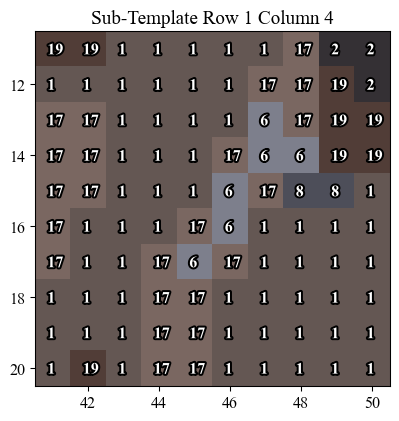 Sub-Template Row 1 Column 4
19 19 1 1 1 1 1 17 2 2
12 1 1 1 1 1 1 17 17 19 2
17 17 1 1 1 1 6 17 19 19
14 17 17 1 1 1 17 6 6 19 19
17 17 1 1 1 6 17 8 8 1
16 17 1 1 1 17 6 1 1 1 1
17 1 1 17 6 17 1 1 1 1
18 1 1 1 17 17 1 1 1 1 1
1 1 1 17 17 1 1 1 1 1
20 1 19 1 17 17 1 1 1 1 1
42 44 46 48 50